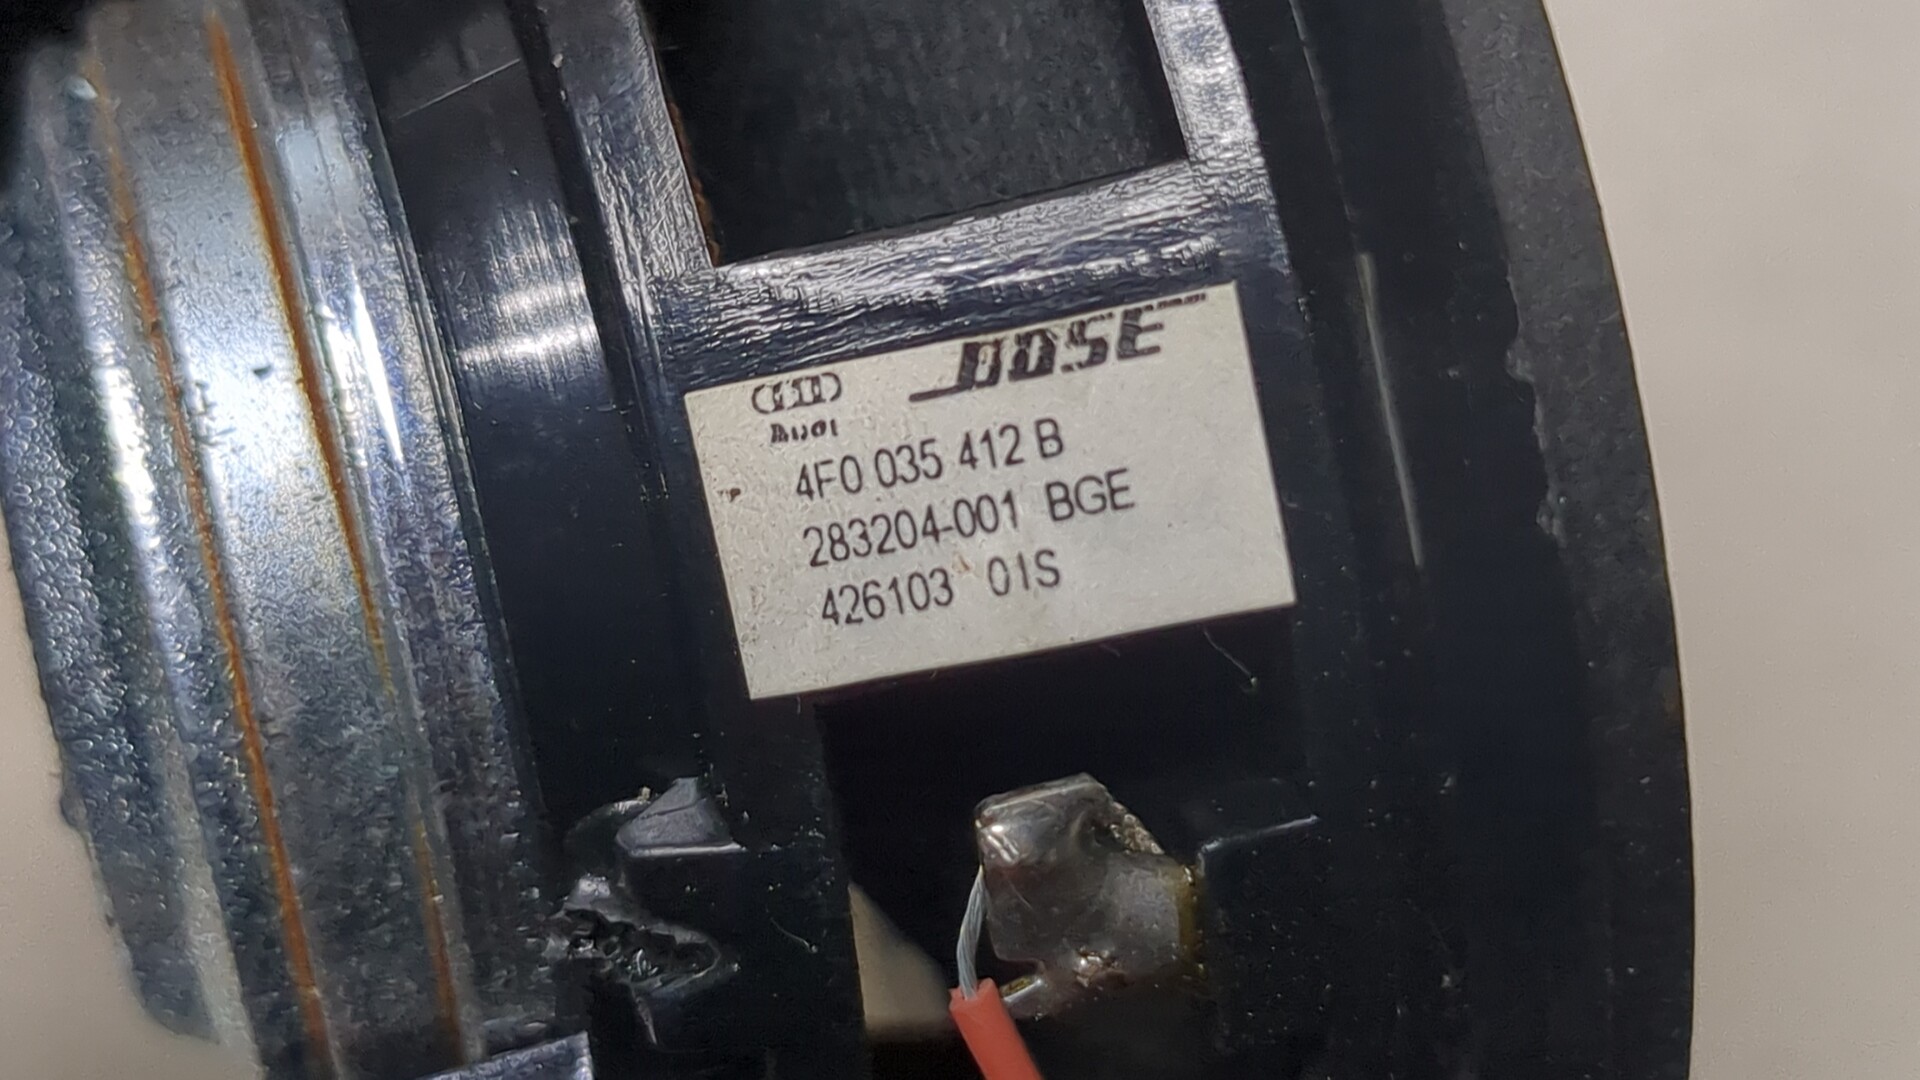 BOSE
Audi
4F0 035 412 B
283204-001 BGE
426103 01S